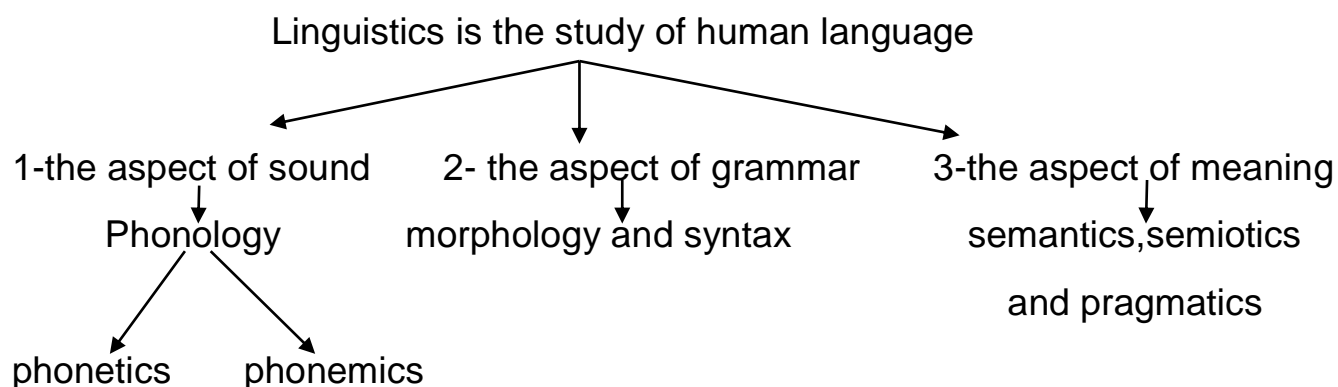 Linguistics is the study of human language
1-the aspect of sound 2- the aspect of grammar 3-the aspect of meaning
Phonology morphology and syntax semantics,semiotics
and pragmatics
phonetics phonemics